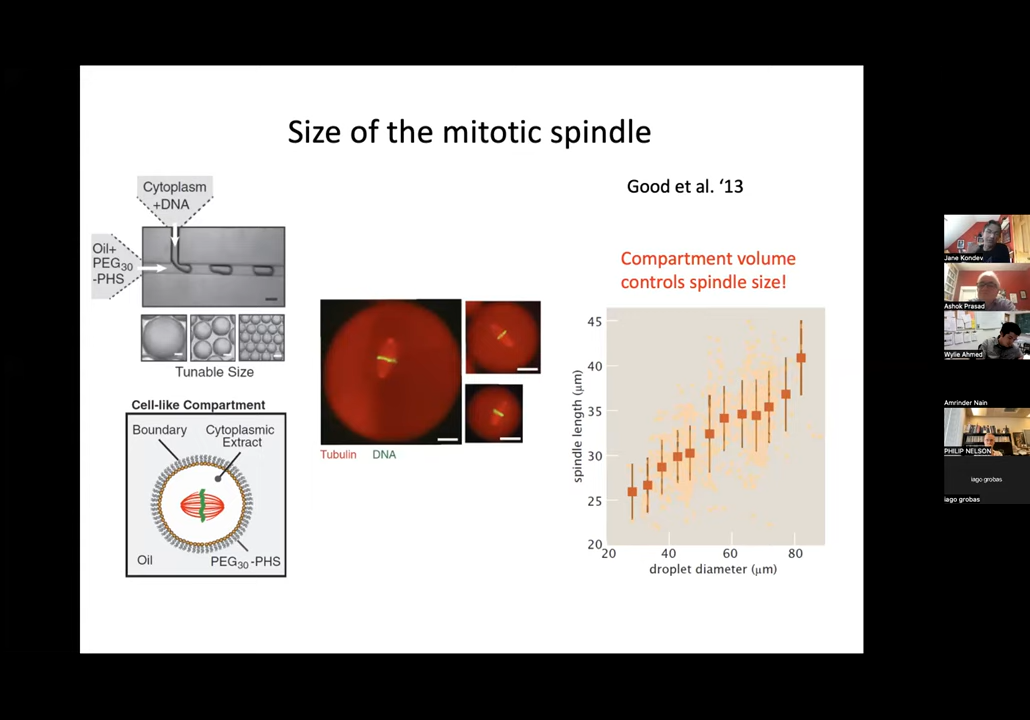 Size of the mitotic spindle
Good et al. ‘13
Cytoplasm
+DNA
Oil+
PEG30
-PHS
Tunable Size
Cell-like Compartment
Boundary
Cytoplasmic
Extract
Oil
PEG30-PHS
Tubulin DNA
Compartment volume
controls spindle size!
spindle length (μm)
45
40
35
30
25
20
20 40 60 80
droplet diameter (μm)
Jane Kondev
Ashok Prasad
Wylie Ahmed
Amrinder Nain
PHILIP NELSON
iago grobas
iago grobas